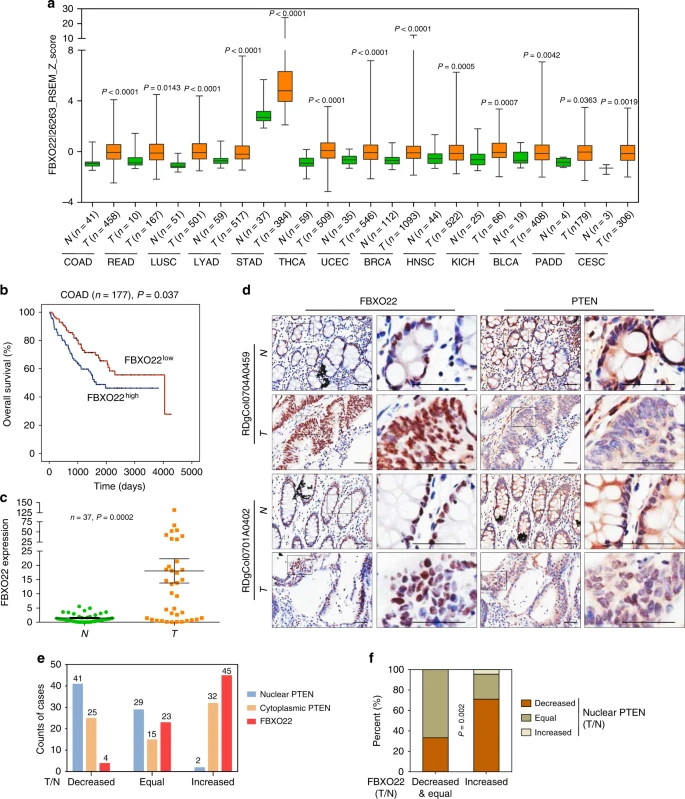 a
30
20
10
8
4
0
−4
FBXO22|26263_RSEM_Z_score
P < 0.0001
P = 0.0143
P < 0.0001
P < 0.0001
P < 0.0001
P < 0.0001
P < 0.0001
P < 0.0001
P = 0.0005
P = 0.0007
P = 0.0042
P = 0.0363
P = 0.0019
N (n = 41)
T (n = 458)
N (n = 10)
T (n = 167)
N (n = 51)
T (n = 501)
N (n = 59)
T (n = 517)
N (n = 37)
T (n = 384)
N (n = 59)
T (n = 509)
N (n = 35)
T (n = 546)
N (n = 112)
T (n = 1093)
N (n = 44)
T (n = 522)
N (n = 25)
T (n = 66)
N (n = 19)
T (n = 408)
N (n = 4)
T (n179)
N (n = 3)
T (n = 306)
COAD READ LUSC LYAD STAD THCA UCEC BRCA HNSC KICH BLCA PADD CESC
b
COAD (n = 177), P = 0.037
Overall survival (%)
100
80
60
40
20
0
FBXO22low
FBXO22high
0 1000 2000 3000 4000 5000
Time (days)
c
n = 37, P = 0.0002
FBXO22 expression
150
125
100
75
50
25
25
20
15
10
5
0
N T
d
FBXO22 PTEN
RDgCol0704A0459
N
T
RDgCol0701A0402
N
T
e
Counts of cases
50
40
30
20
10
0
41 25 4
29 15 23
2 32 45
Nuclear PTEN
Cytoplasmic PTEN
FBXO22
T/N Decreased Equal Increased
f
Percent (%)
100
80
60
40
20
0
P = 0.002
Decreased
Equal
Increased
Nuclear PTEN
(T/N)
FBXO22
(T/N)
Decreased
& equal
Increased